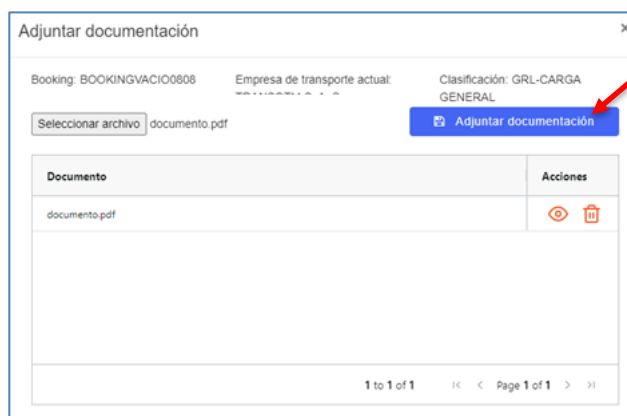 Adjuntar documentación
Booking: BOOKINGVACIO0808
Empresa de transporte actual:
Clasificación: GRL-CARGA
GENERAL
Seleccionar archivo documento.pdf
Adjuntar documentación
Documento Acciones
documento.pdf
1 to 1 of 1 Page 1 of 1